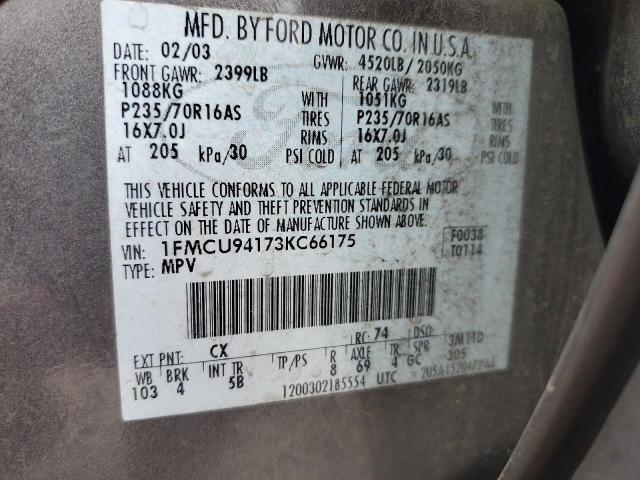 MFD. BY FORD MOTOR CO. IN U.S.A.
DATE: 02/03 GVWR: 4520LB/ 2050KG
FRONT GAWR: 2399LB REAR GAWR: 2319LB
1088KG WITH 1051KG WITH
P235/70R16AS TIRES P235/70R16AS TIRES
16X7.0J RIMS 16X7.0J RIMS
AT 205 kPa/30 PSI COLD AT 205 kPa/30 PSI COLD
THIS VEHICLE CONFORMS TO ALL APPLICABLE FEDERAL MOTOR
VEHICLE SAFETY AND THEFT PREVENTION STANDARDS IN
EFFECT ON THE DATE OF MANUFACTURE SHOWN ABOVE.
VIN: 1FMCU94173KC66175 F0038
TYPE: MPV T0114
EXT PNT: CX RC: 74 DSO:
WB BRK INT TR TP/PS R AXLE TR SPR 3M11D
103 4 5B 8 69 4 GC 305
1200302185554 UTC